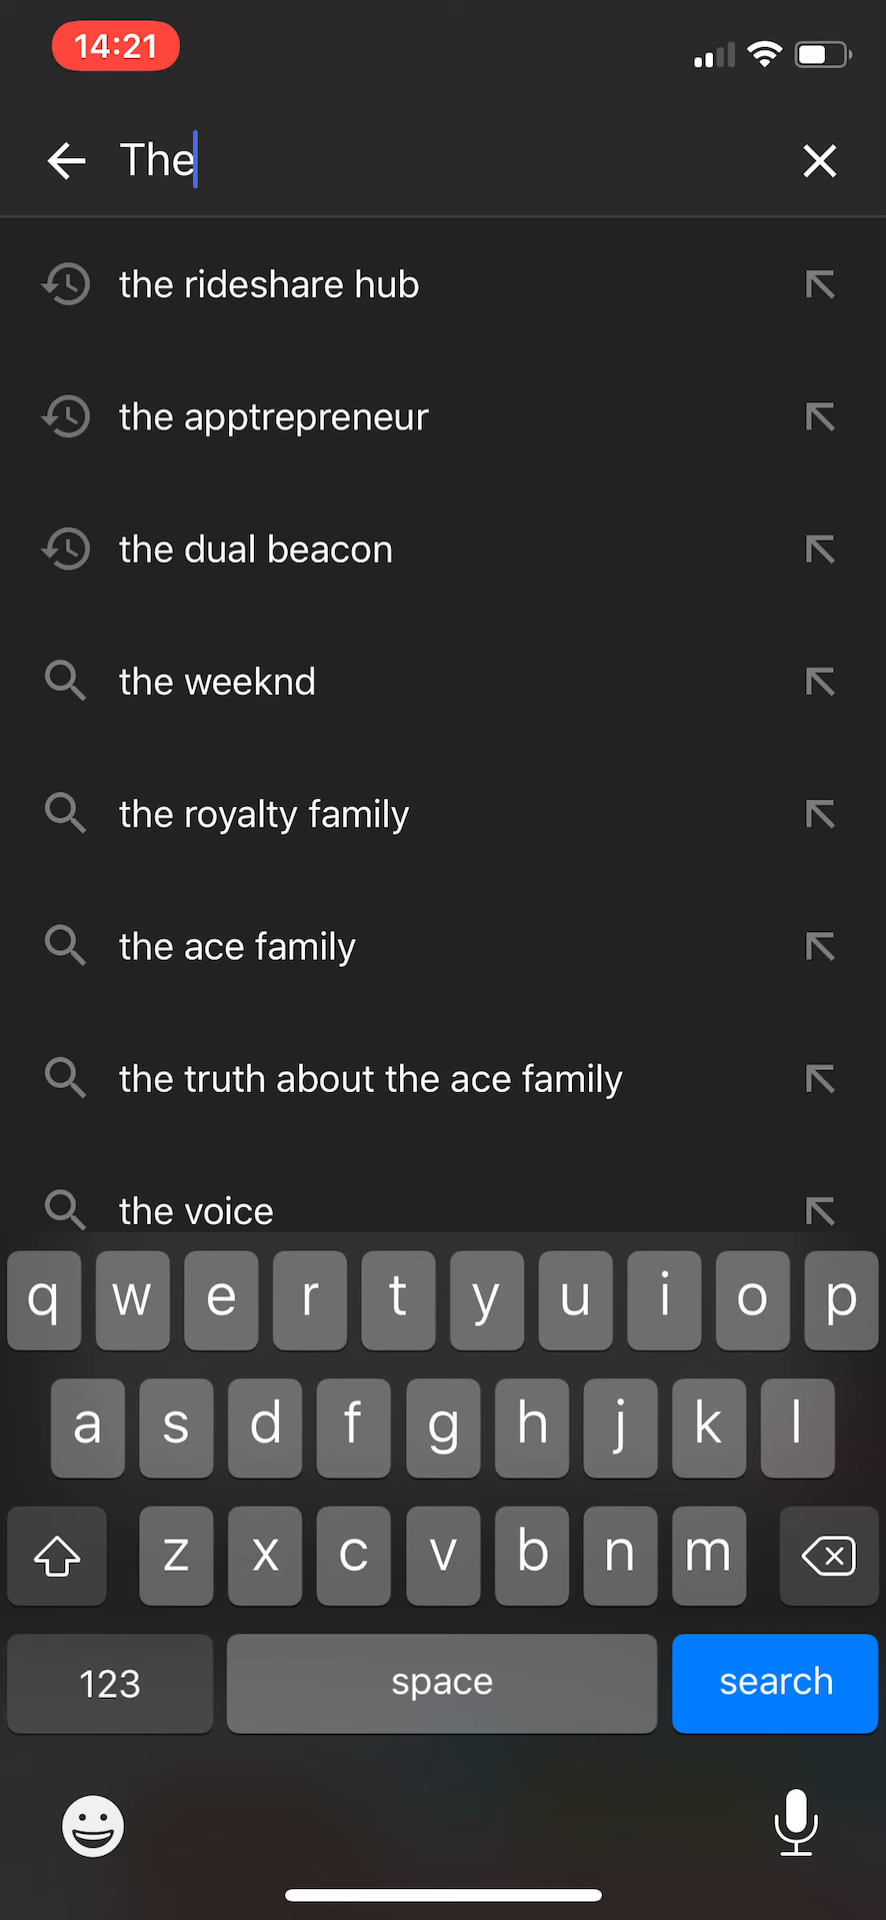 14:21
The
the rideshare hub
the apptrepreneur
the dual beacon
the weeknd
the royalty family
the ace family
the truth about the ace family
the voice
q w e r t y u i o p
a s d f g h j k l
z x c v b n m
123 space search